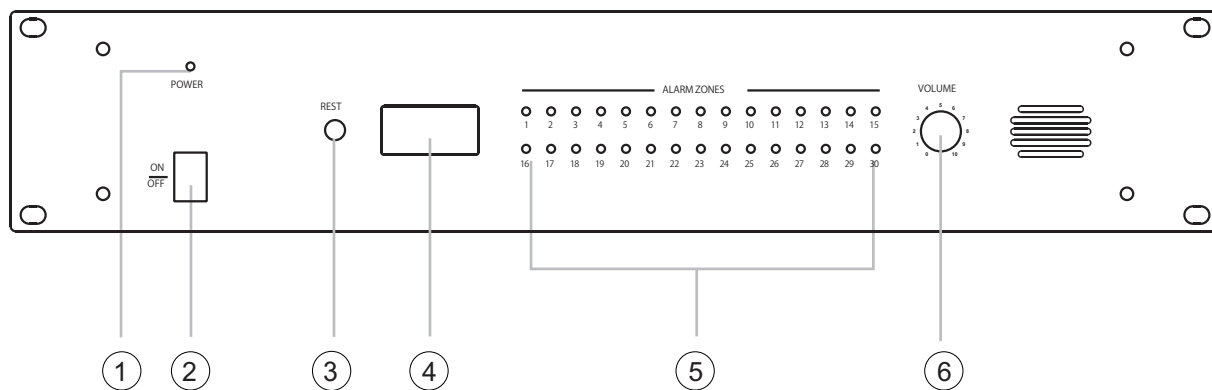 POWER
ON
OFF
REST
ALARM ZONES
1 2 3 4 5 6 7 8 9 10 11 12 13 14 15
16 17 18 19 20 21 22 23 24 25 26 27 28 29 30
VOLUME
0 1 2 3 4 5 6 7 8 9 10
1 2 3 4 5 6